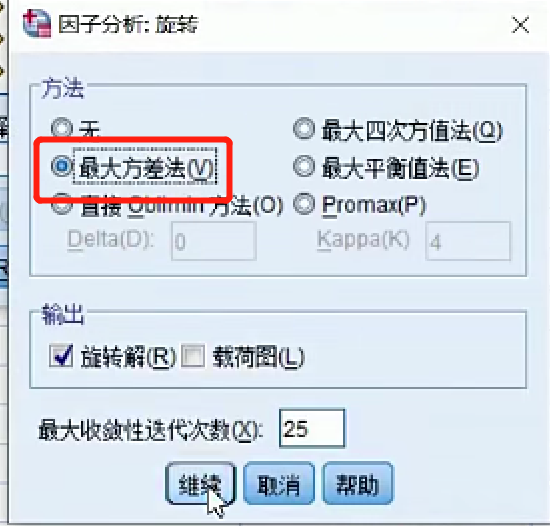 因子分析: 旋转
方法
无
最大四次方值法(Q)
最大方差法(V)
最大平衡值法(E)
直接 Oblimin 方法(O)
Promax(P)
Delta(D): 0
Kappa(K) 4
输出
旋转解(R) 载荷图(L)
最大收敛性迭代次数(X): 25
继续 取消 帮助